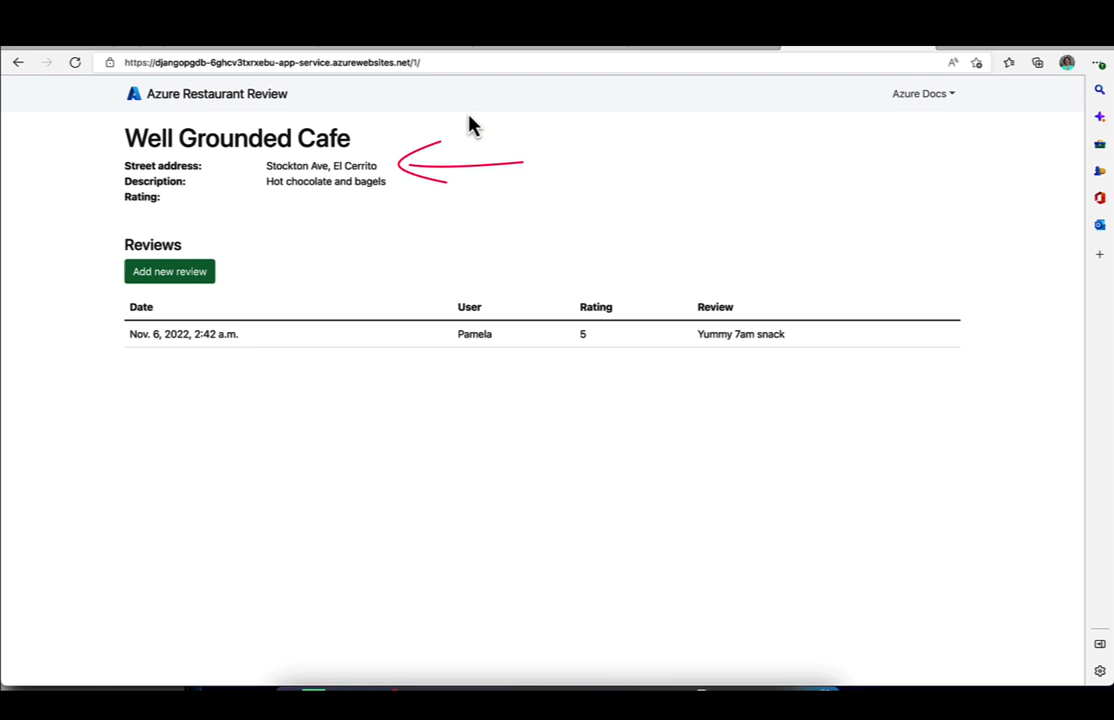 https://djangopgdb-6ghcv3txrxebu-app-service.azurewebsites.net/1/
Azure Restaurant Review Azure Docs
Well Grounded Cafe
Street address: Stockton Ave, El Cerrito
Description: Hot chocolate and bagels
Rating:
Reviews
Add new review
Date User Rating Review
Nov. 6, 2022, 2:42 a.m. Pamela 5 Yummy 7am snack